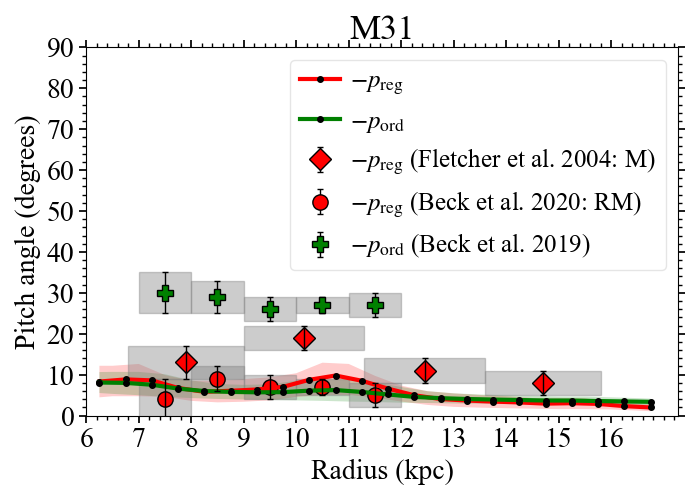 M31
90
80
70
60
50
40
30
20
10
0
Pitch angle (degrees)
−p_reg
−p_ord
−p_reg (Fletcher et al. 2004: M)
−p_reg (Beck et al. 2020: RM)
−p_ord (Beck et al. 2019)
6 7 8 9 10 11 12 13 14 15 16
Radius (kpc)